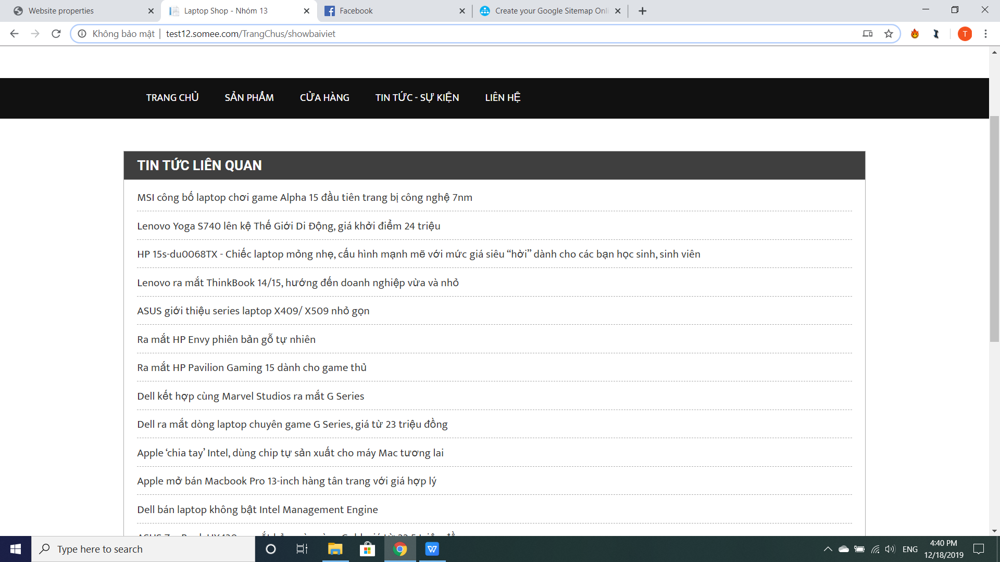 Website properties
Laptop Shop - Nhóm 13
Facebook
Create your Google Sitemap Onli
Không bảo mật
test12.somee.com/TrangChus/showbaiviet
T
TRANG CHỦ
SẢN PHẨM
CỬA HÀNG
TIN TỨC - SỰ KIỆN
LIÊN HỆ
TIN TỨC LIÊN QUAN
MSI công bố laptop chơi game Alpha 15 đầu tiên trang bị công nghệ 7nm
Lenovo Yoga S740 lên kệ Thế Giới Di Động, giá khởi điểm 24 triệu
HP 15s-du0068TX - Chiếc laptop mỏng nhẹ, cấu hình mạnh mẽ với mức giá siêu “hời” dành cho các bạn học sinh, sinh viên
Lenovo ra mắt ThinkBook 14/15, hướng đến doanh nghiệp vừa và nhỏ
ASUS giới thiệu series laptop X409/ X509 nhỏ gọn
Ra mắt HP Envy phiên bản gỗ tự nhiên
Ra mắt HP Pavilion Gaming 15 dành cho game thủ
Dell kết hợp cùng Marvel Studios ra mắt G Series
Dell ra mắt dòng laptop chuyên game G Series, giá từ 23 triệu đồng
Apple ‘chia tay’ Intel, dùng chip tự sản xuất cho máy Mac tương lai
Apple mở bán Macbook Pro 13-inch hàng tân trang với giá hợp lý
Dell bán laptop không bật Intel Management Engine
Type here to search
ENG
4:40 PM
12/18/2019